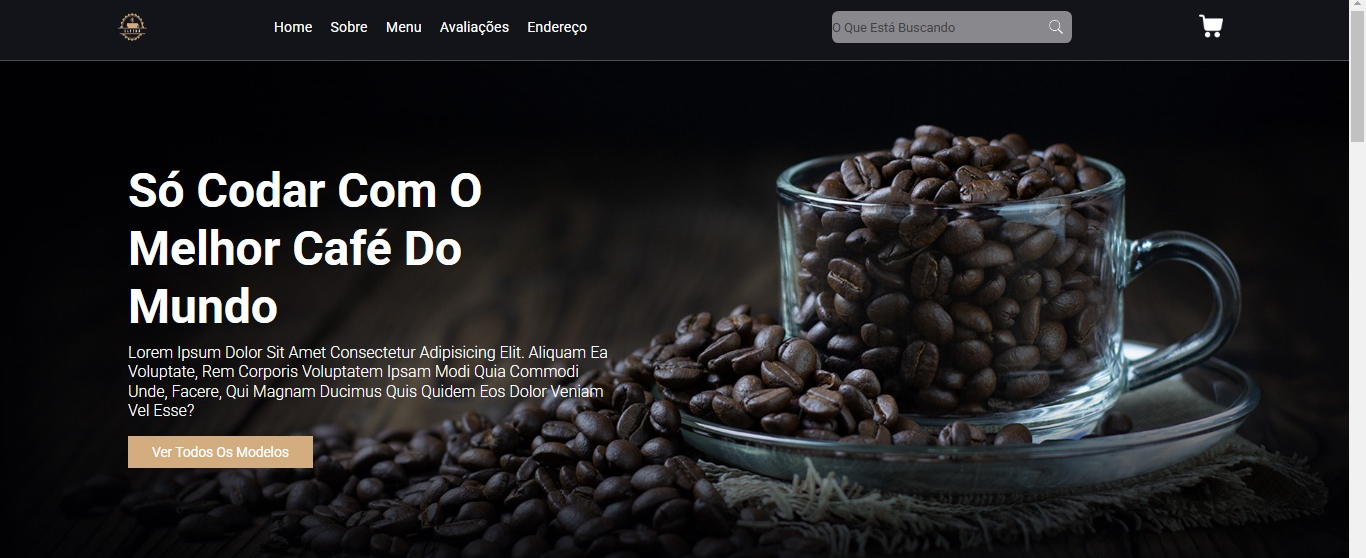 Home Sobre Menu Avaliações Endereço
O Que Está Buscando
Só Codar Com O
Melhor Café Do
Mundo
Lorem Ipsum Dolor Sit Amet Consectetur Adipisicing Elit. Aliquam Ea
Voluptate, Rem Corporis Voluptatem Ipsam Modi Quia Commodi
Unde, Facere, Qui Magnam Ducimus Quis Quidem Eos Dolor Veniam
Vel Esse?
Ver Todos Os Modelos